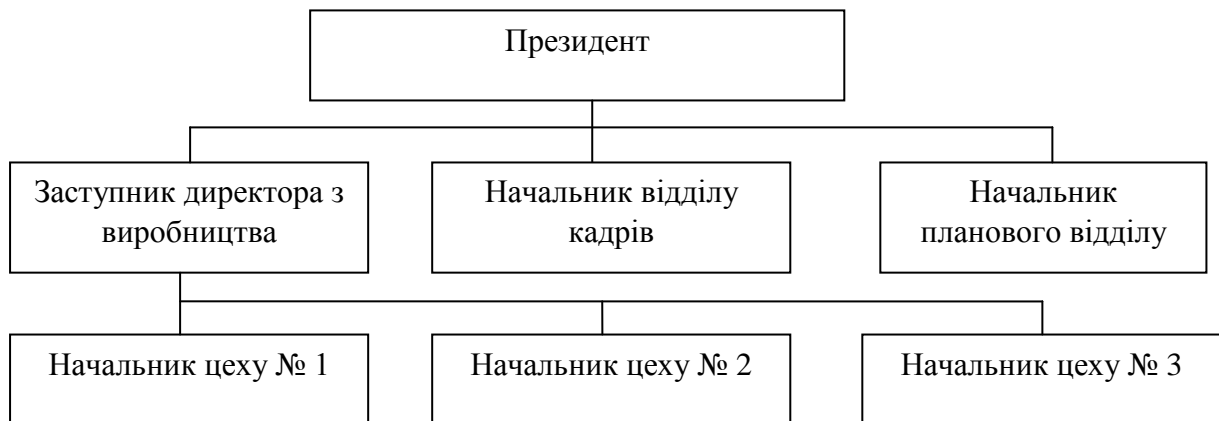 Президент
Заступник директора з
виробництва
Начальник відділу
кадрів
Начальник
планового відділу
Начальник цеху № 1
Начальник цеху № 2
Начальник цеху № 3